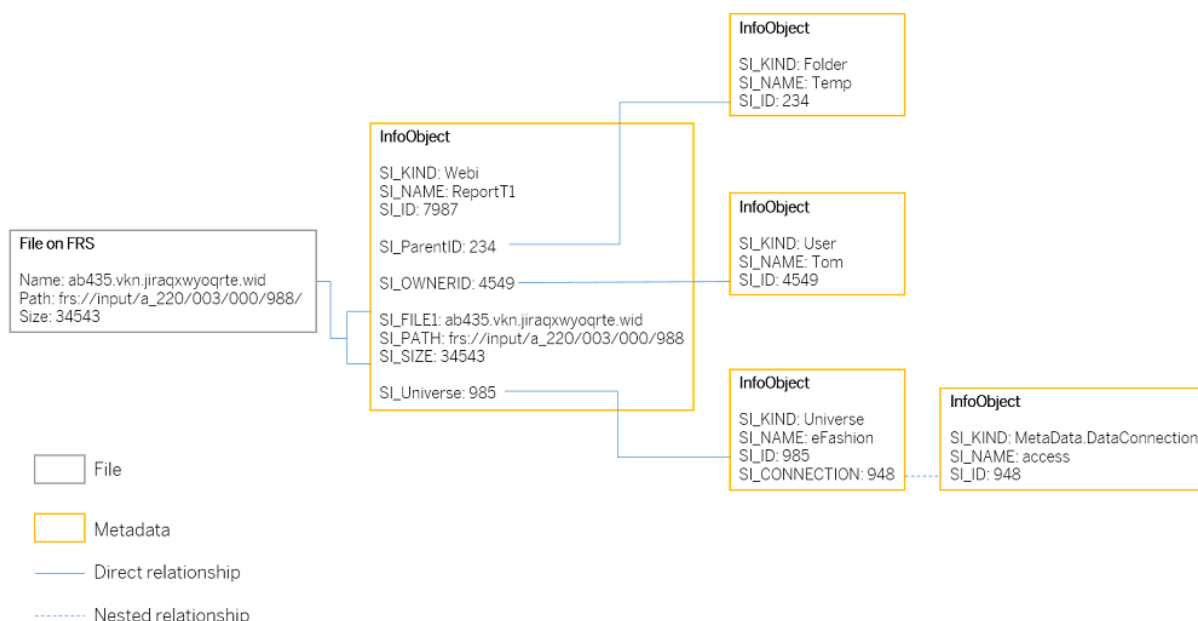 File on FRS
Name: ab435.vkn.jiraqxwyoqrte.wid
Path: frs://input/a_220/003/000/988/
Size: 34543
InfoObject
SI_KIND: Webi
SI_NAME: ReportT1
SI_ID: 7987
SI_ParentID: 234
SI_OWNERID: 4549
SI_FILE1: ab435.vkn.jiraqxwyoqrte.wid
SI_PATH: frs://input/a_220/003/000/988
SI_SIZE: 34543
SI_Universe: 985
InfoObject
SI_KIND: Folder
SI_NAME: Temp
SI_ID: 234
InfoObject
SI_KIND: User
SI_NAME: Tom
SI_ID: 4549
InfoObject
SI_KIND: Universe
SI_NAME: eFashion
SI_ID: 985
SI_CONNECTION: 948
InfoObject
SI_KIND: MetaData.DataConnection
SI_NAME: access
SI_ID: 948
File
Metadada
Direct relationship
Nested relationship